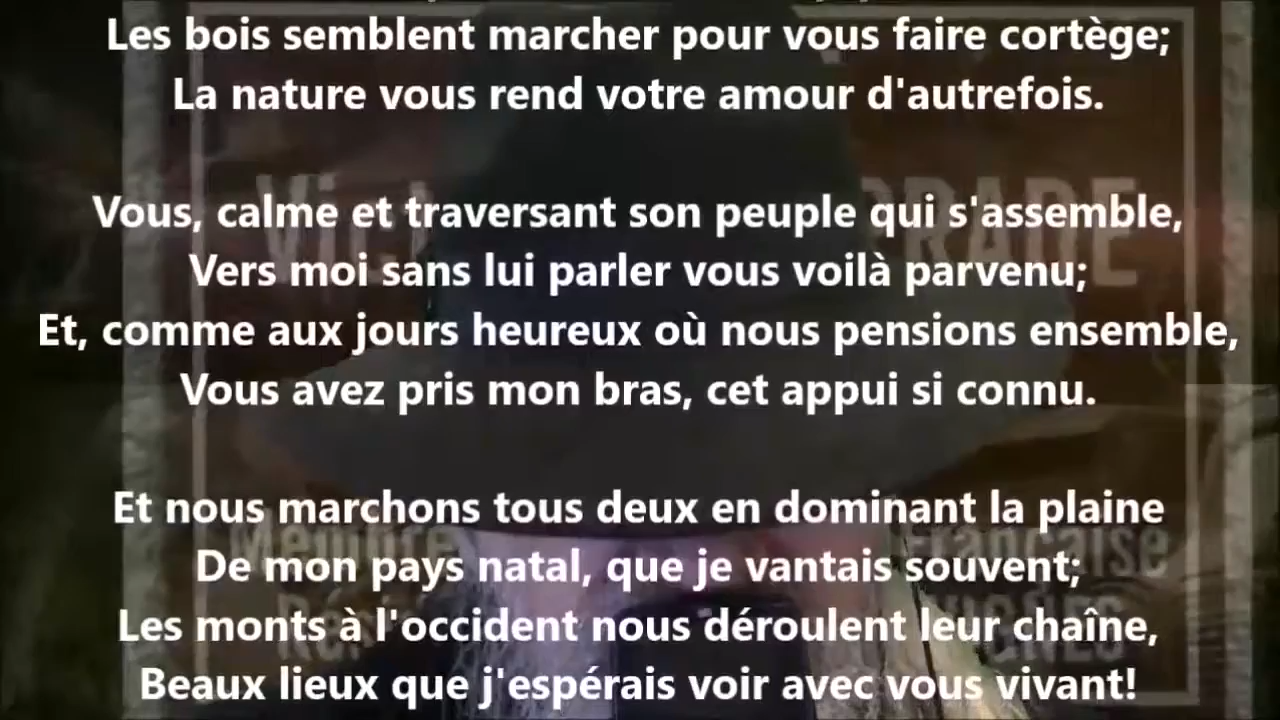 Les bois semblent marcher pour vous faire cortège;
La nature vous rend votre amour d'autrefois.
Vous, calme et traversant son peuple qui s'assemble,
Vers moi sans lui parler vous voilà parvenu;
Et, comme aux jours heureux où nous pensions ensemble,
Vous avez pris mon bras, cet appui si connu.
Et nous marchons tous deux en dominant la plaine
De mon pays natal, que je vantais souvent;
Les monts à l'occident nous déroulent leur chaîne,
Beaux lieux que j'espérais voir avec vous vivant!